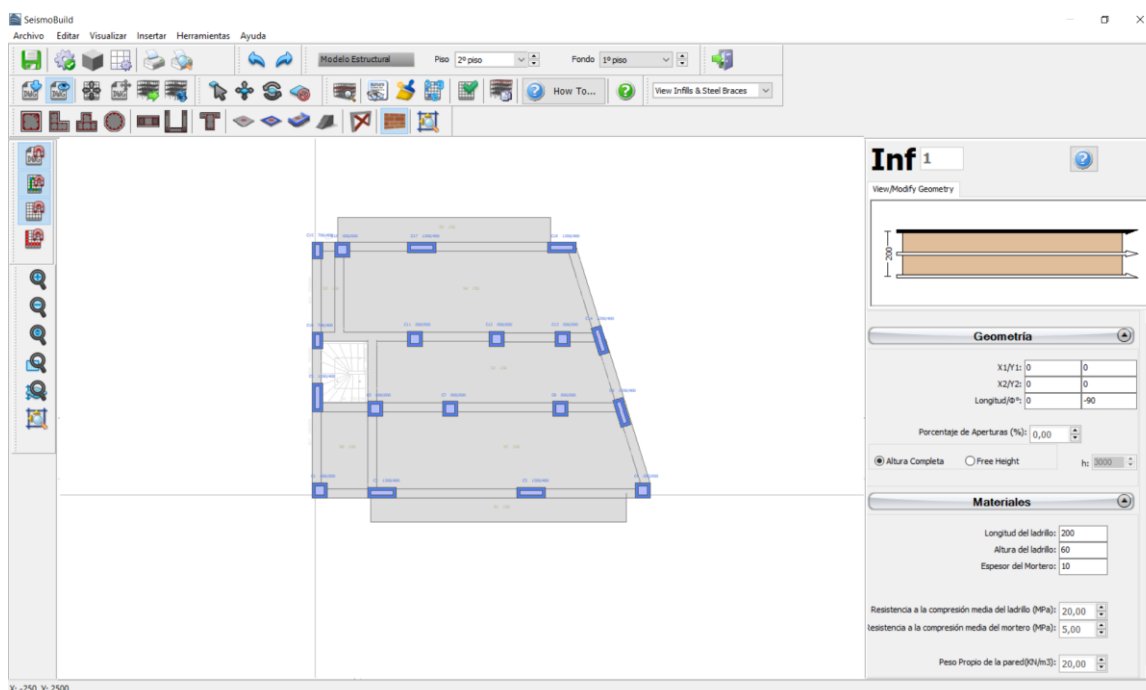 SeismoBuild
Archivo Editar Visualizar Insertar Herramientas Ayuda
Modelo Estructural Piso 2º piso Fondo 1º piso
How To... View Infills & Steel Braces
Inf 1
View/Modify Geometry
200
Geometría
X1/Y1: 0 0
X2/Y2: 0 0
Longitud/Φº: 0 -90
Porcentaje de Aperturas (%): 0,00
Altura Completa Free Height h: 3000
Materiales
Longitud del ladrillo: 200
Altura del ladrillo: 60
Espesor del Mortero: 10
Resistencia a la compresión media del ladrillo (MPa): 20,00
Resistencia a la compresión media del mortero (MPa): 5,00
Peso Propio de la pared(KN/m3): 20,00
X: -250 Y: 2500